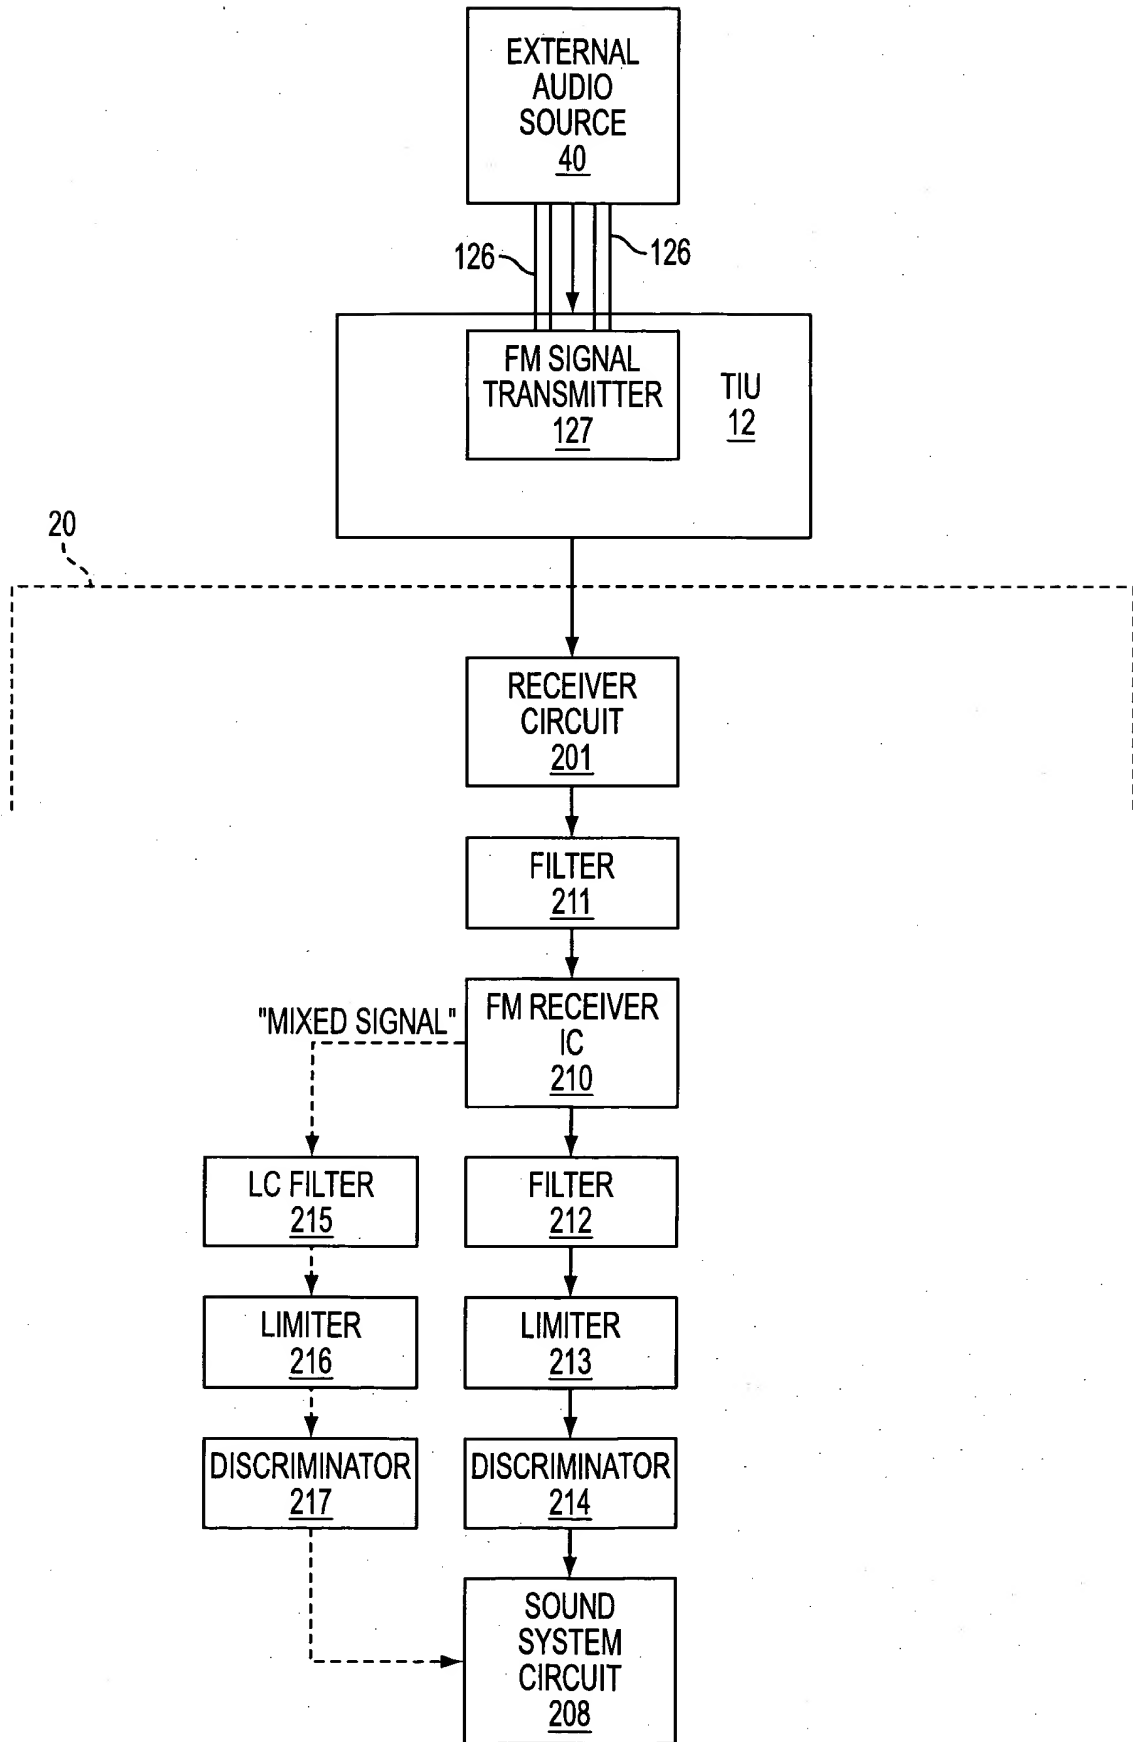 EXTERNAL
AUDIO
SOURCE
40
126
126
FM SIGNAL
TRANSMITTER
127
TIU
12
20
RECEIVER
CIRCUIT
201
FILTER
211
"MIXED SIGNAL"
FM RECEIVER
IC
210
LC FILTER
215
FILTER
212
LIMITER
216
LIMITER
213
DISCRIMINATOR
217
DISCRIMINATOR
214
SOUND
SYSTEM
CIRCUIT
208